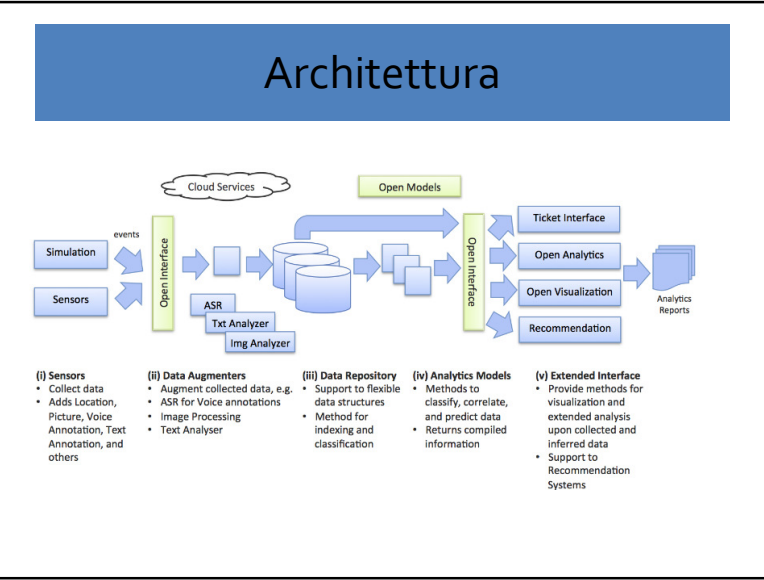 Architettura
Cloud Services
Open Models
events
Simulation
Sensors
Open Interface
ASR
Txt Analyzer
Img Analyzer
Open Interface
Ticket Interface
Open Analytics
Open Visualization
Recommendation
Analytics
Reports
(i) Sensors
• Collect data
• Adds Location,
Picture, Voice
Annotation, Text
Annotation, and
others
(ii) Data Augmenters
• Augment collected data, e.g.
• ASR for Voice annotations
• Image Processing
• Text Analyser
(iii) Data Repository
• Support to flexible
data structures
• Method for
indexing and
classification
(iv) Analytics Models
• Methods to
classify, correlate,
and predict data
• Returns compiled
information
(v) Extended Interface
• Provide methods for
visualization and
extended analysis
upon collected and
inferred data
• Support to
Recommendation
Systems